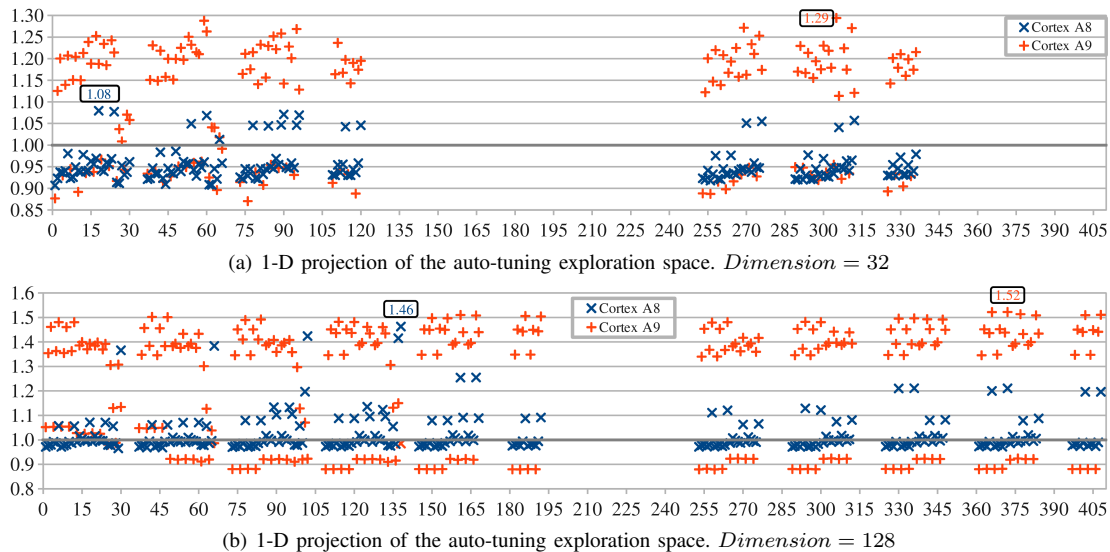 1.30
1.25
1.20
1.15
1.10
1.05
1.00
0.95
0.90
0.85
1.08
1.29
Cortex A8
Cortex A9
0 15 30 45 60 75 90 105 120 135 150 165 180 195 210 225 240 255 270 285 300 315 330 345 360 375 390 405
(a) 1-D projection of the auto-tuning exploration space. Dimension = 32
1.6
1.5
1.4
1.3
1.2
1.1
1.0
0.9
0.8
1.46
Cortex A8
Cortex A9
1.52
0 15 30 45 60 75 90 105 120 135 150 165 180 195 210 225 240 255 270 285 300 315 330 345 360 375 390 405
(b) 1-D projection of the auto-tuning exploration space. Dimension = 128